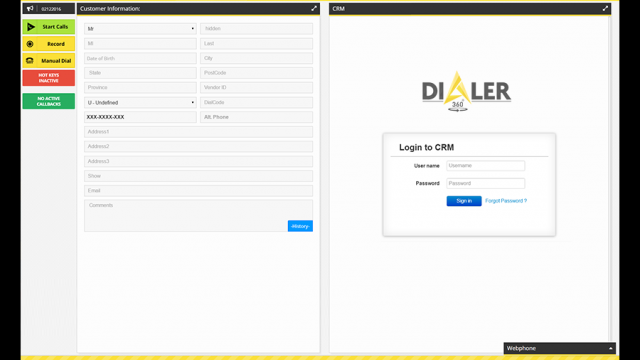 02122016
Start Calls
Record
Manual Dial
HOT KEYS
INACTIVE
NO ACTIVE
CALLBACKS
Customer Information:
Mr
hidden
MI
Last
Date of Birth
City
State
PostCode
Province
Vendor ID
U - Undefined
DialCode
XXX-XXXX-XXX
Alt. Phone
Address1
Address2
Address3
Show
Email
Comments
History
CRM
DIALER
360°
Login to CRM
User name
Username
Password
Password
Sign in
Forgot Password ?
Webphone